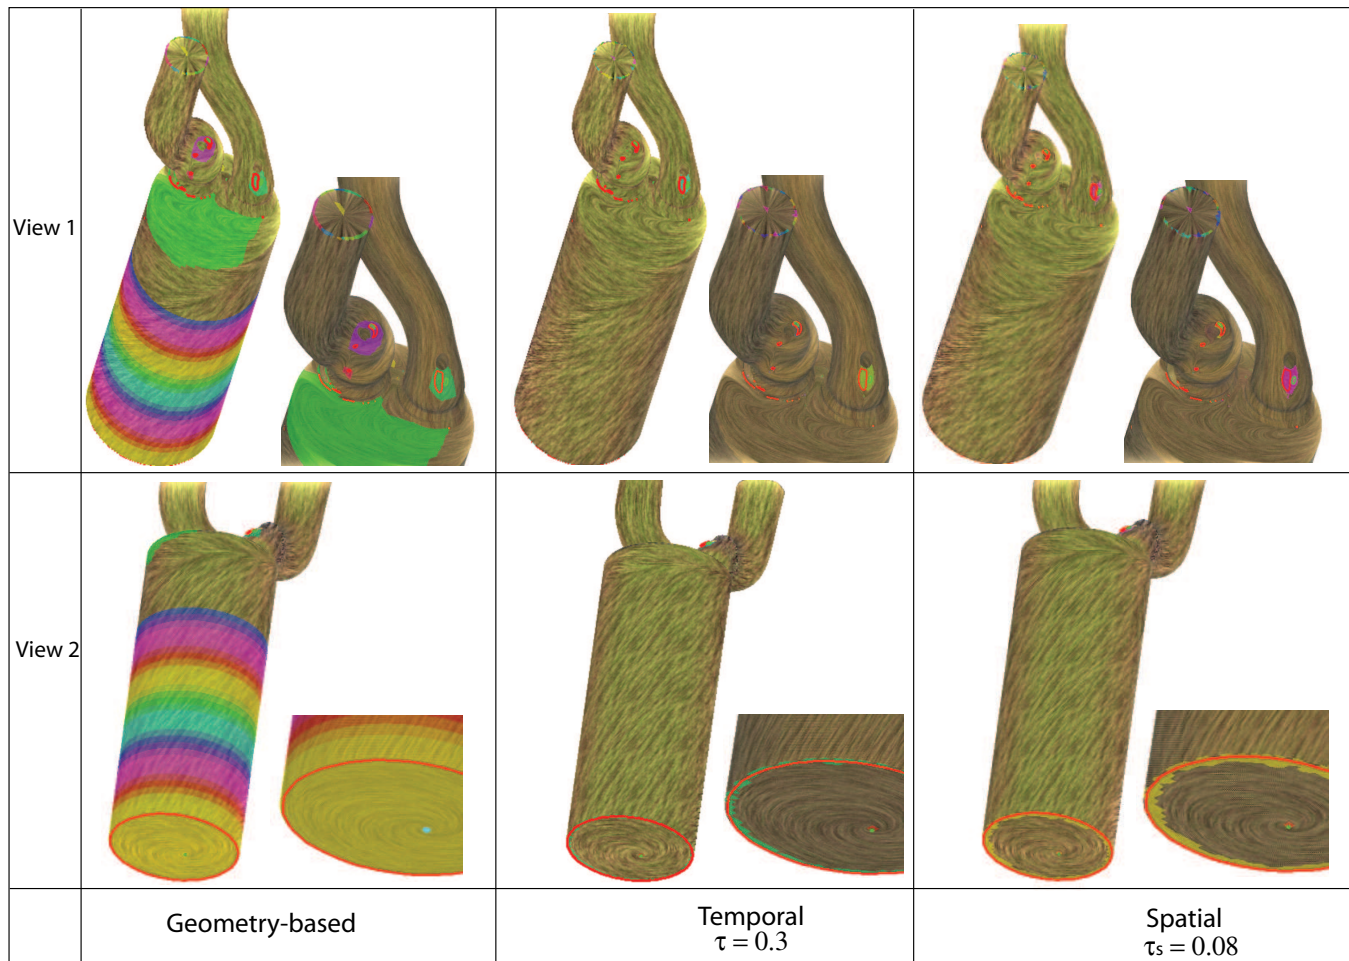 View 1
View 2
Geometry-based
Temporal
τ = 0.3
Spatial
τs = 0.08